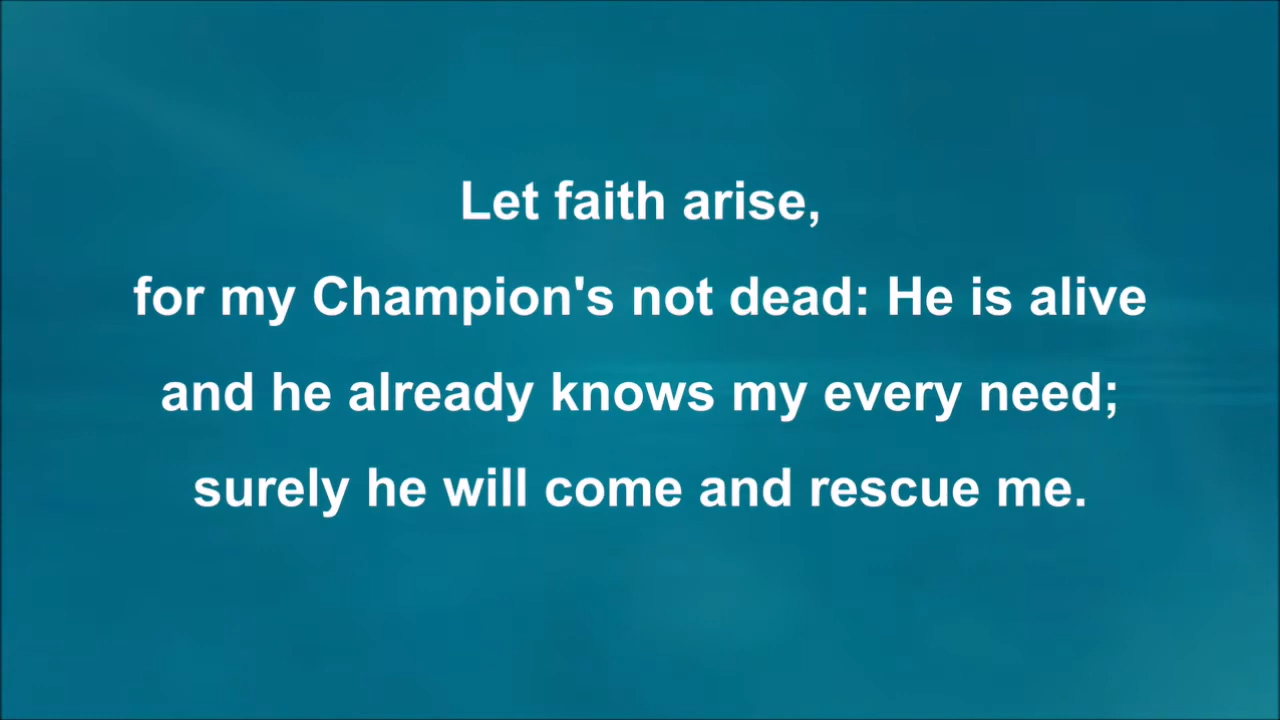 Let faith arise,
for my Champion's not dead: He is alive
and he already knows my every need;
surely he will come and rescue me.